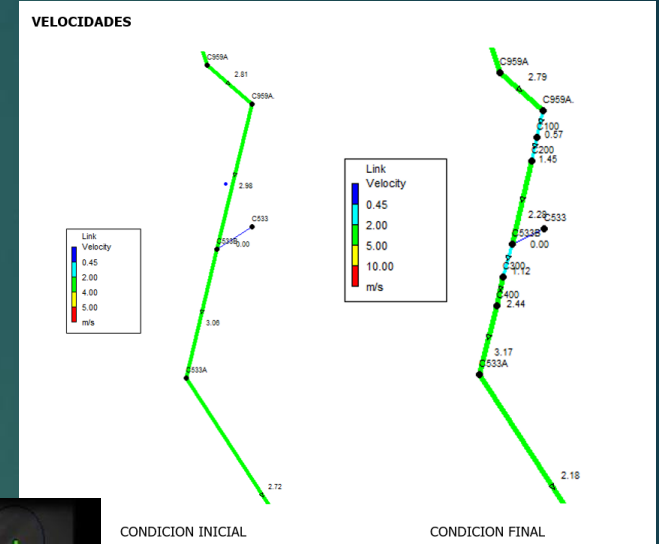 VELOCIDADES
C959A
2.81
C959A.
2.98
C533
C533B
0.00
3.06
C533A
2.72
Link
Velocity
0.45
2.00
4.00
5.00
m/s
CONDICION INICIAL
C959A
2.79
C959A.
C100
0.57
C200
1.45
2.28
C533
C533B
0.00
C300
1.12
C400
2.44
3.17
C533A
2.18
Link
Velocity
0.45
2.00
5.00
10.00
m/s
CONDICION FINAL